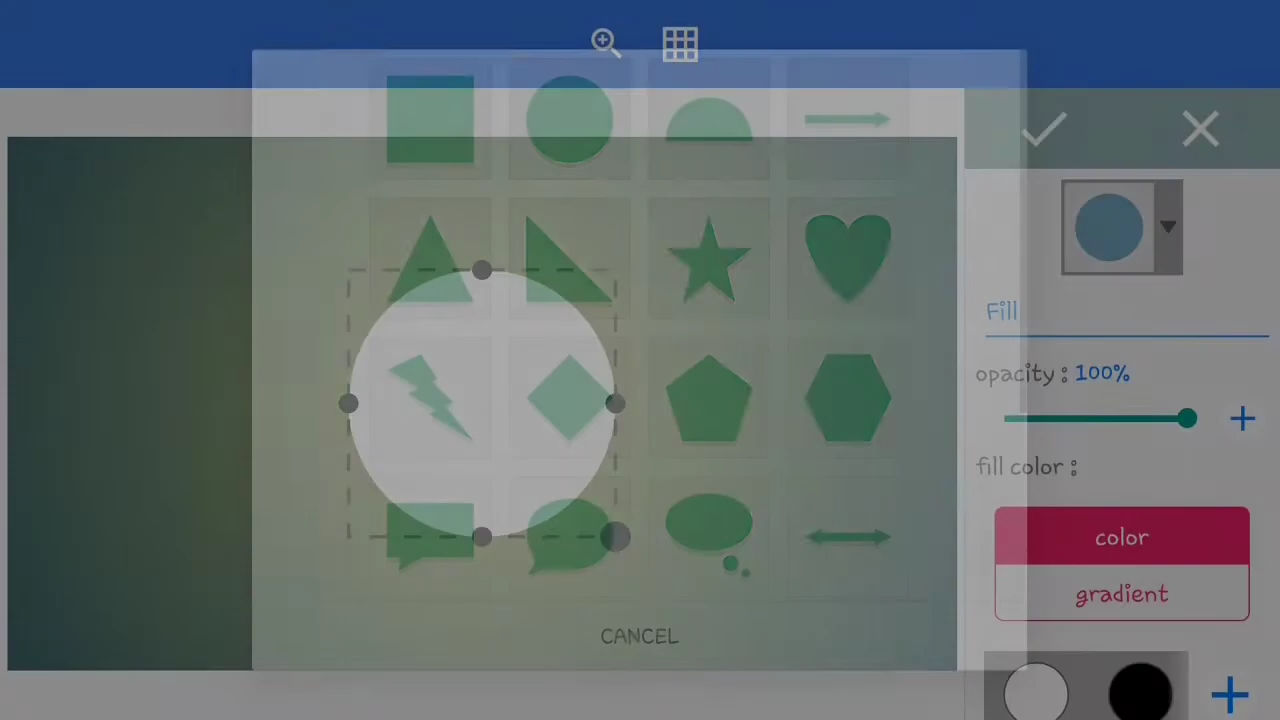 Fill
opacity : 100%
fill color :
color
gradient
CANCEL